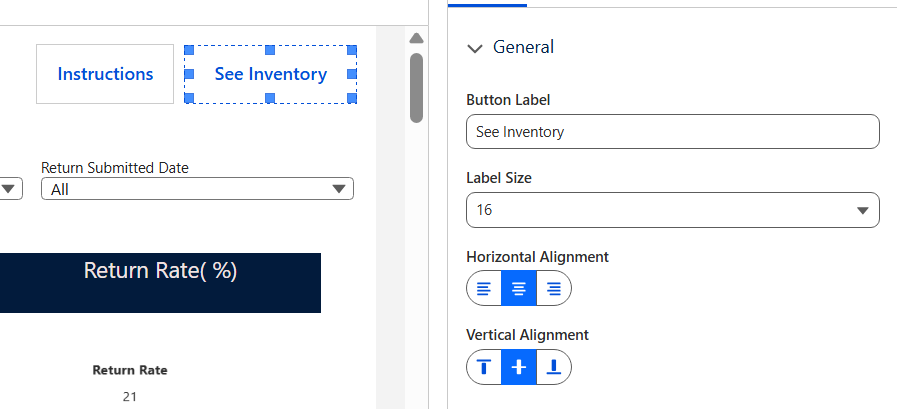 Instructions
See Inventory
Return Submitted Date
All
Return Rate( %)
Return Rate
21
General
Button Label
See Inventory
Label Size
16
Horizontal Alignment
Vertical Alignment